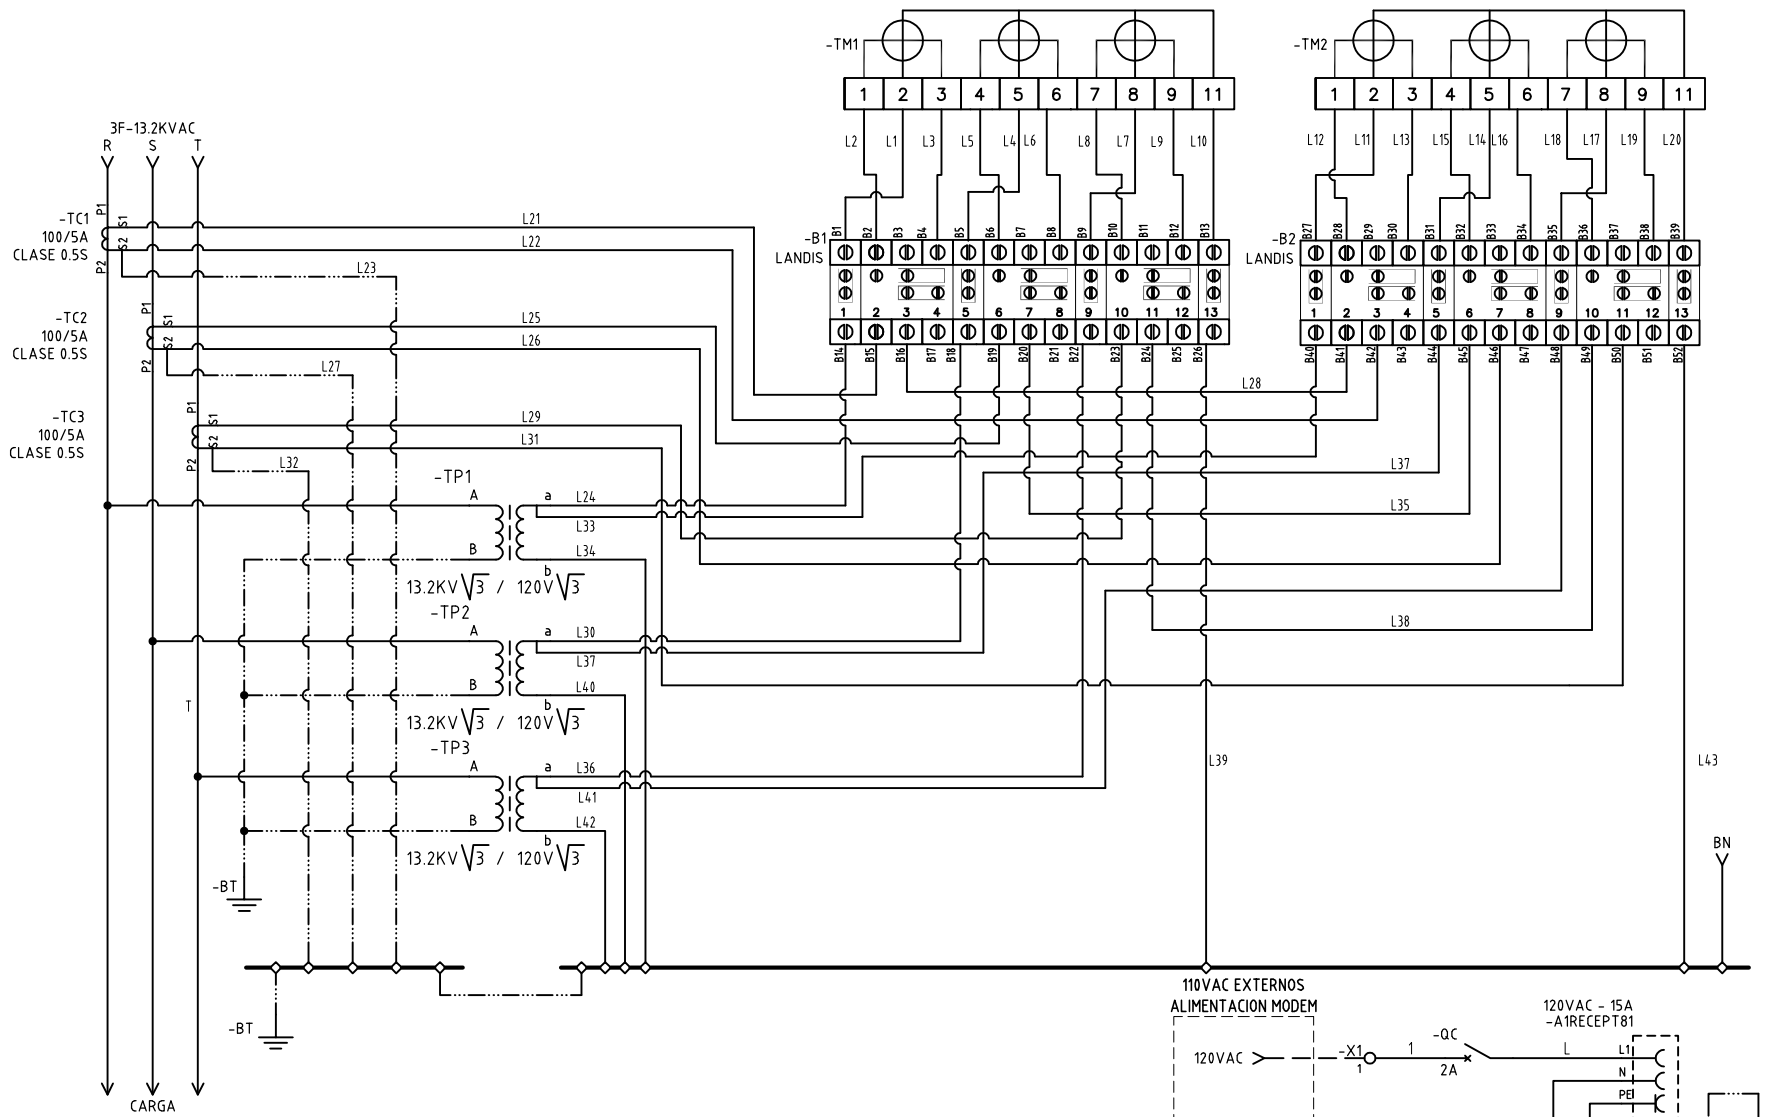 -TM1
1 2 3 4 5 6 7 8 9 11
-TM2
1 2 3 4 5 6 7 8 9 11
L2 L1 L3 L5 L4 L6 L8 L7 L9 L10
L12 L11 L13 L15 L14 L16 L18 L17 L19 L20
3F-13.2KVAC
R S T
-TC1
100/5A
CLASE 0.5S
P1 S1
S2
P2
L21
L22
L23
-TC2
100/5A
CLASE 0.5S
P1 S1
S2
P2
L25
L26
L27
-TC3
100/5A
CLASE 0.5S
P1 S1
S2
P2
L29
L31
L32
B1 B2 B3 B4 B5 B6 B7 B8 B9 B10 B11 B12 B13
-B1
LANDIS
1 2 3 4 5 6 7 8 9 10 11 12 13
B14 B15 B16 B17 B18 B19 B20 B21 B22 B23 B24 B25 B26
B27 B28 B29 B30 B31 B32 B33 B34 B35 B36 B37 B38 B39
-B2
LANDIS
1 2 3 4 5 6 7 8 9 10 11 12 13
B40 B41 B42 B43 B44 B45 B46 B47 B48 B49 B50 B51 B52
L28
L37
L35
L38
-TP1
A a L24
L33
B L34
b
13.2KV √3 / 120V √3
-TP2
A a L30
L37
B L40
b
13.2KV √3 / 120V √3
T
-TP3
A a L36
L41
B L42
b
13.2KV √3 / 120V √3
L39
L43
BN
-BT
-BT
CARGA
110VAC EXTERNOS
ALIMENTACION MODEM
120VAC
-X1
1
1
-QC
2A
L
120VAC - 15A
-A1RECEPT81
L1
N
PE